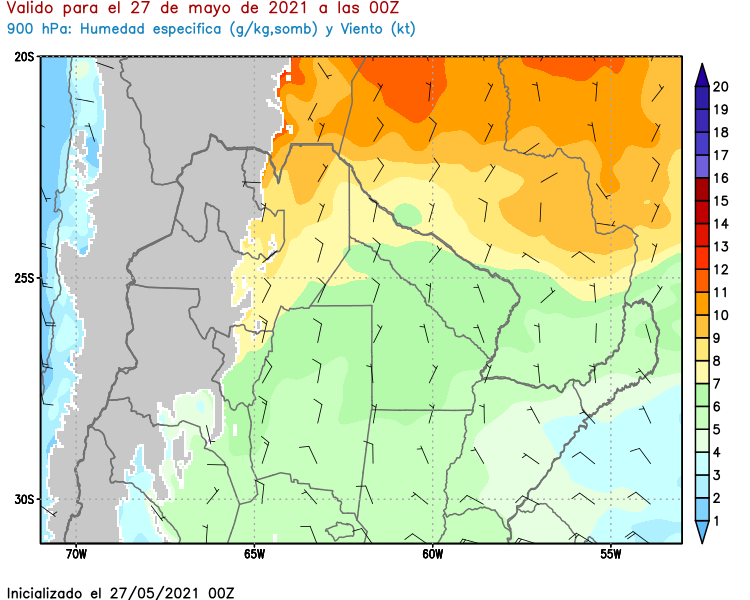 Valido para el 27 de mayo de 2021 a las 00Z
900 hPa: Humedad especifica (g/kg,somb) y Viento (kt)
20S
25S
30S
70W 65W 60W 55W
20
19
18
17
16
15
14
13
12
11
10
9
8
7
6
5
4
3
2
1
Inicializado el 27/05/2021 00Z